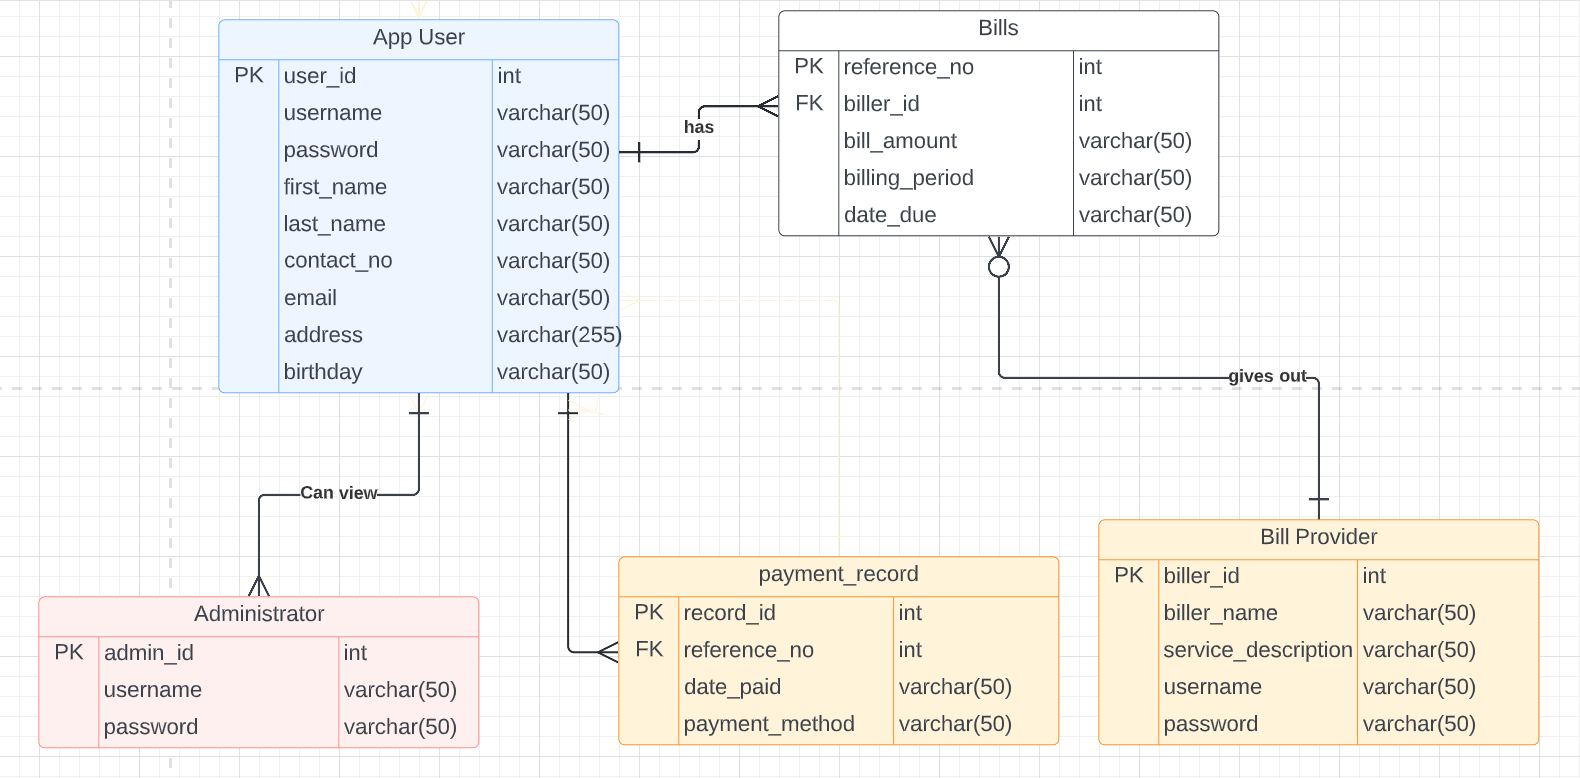 App User
PK user_id int
username varchar(50)
password varchar(50)
first_name varchar(50)
last_name varchar(50)
contact_no varchar(50)
email varchar(50)
address varchar(255)
birthday varchar(50)
has
Bills
PK reference_no int
FK biller_id int
bill_amount varchar(50)
billing_period varchar(50)
date_due varchar(50)
gives out
Can view
Administrator
PK admin_id int
username varchar(50)
password varchar(50)
payment_record
PK record_id int
FK reference_no int
date_paid varchar(50)
payment_method varchar(50)
Bill Provider
PK biller_id int
biller_name varchar(50)
service_description varchar(50)
username varchar(50)
password varchar(50)